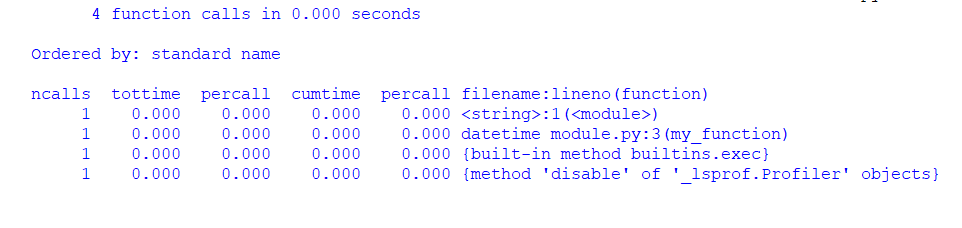 4 function calls in 0.000 seconds
Ordered by: standard name
ncalls  tottime  percall  cumtime  percall filename:lineno(function)
1    0.000    0.000    0.000    0.000 <string>:1(<module>)
1    0.000    0.000    0.000    0.000 datetime module.py:3(my_function)
1    0.000    0.000    0.000    0.000 {built-in method builtins.exec}
1    0.000    0.000    0.000    0.000 {method 'disable' of '_lsprof.Profiler' objects}